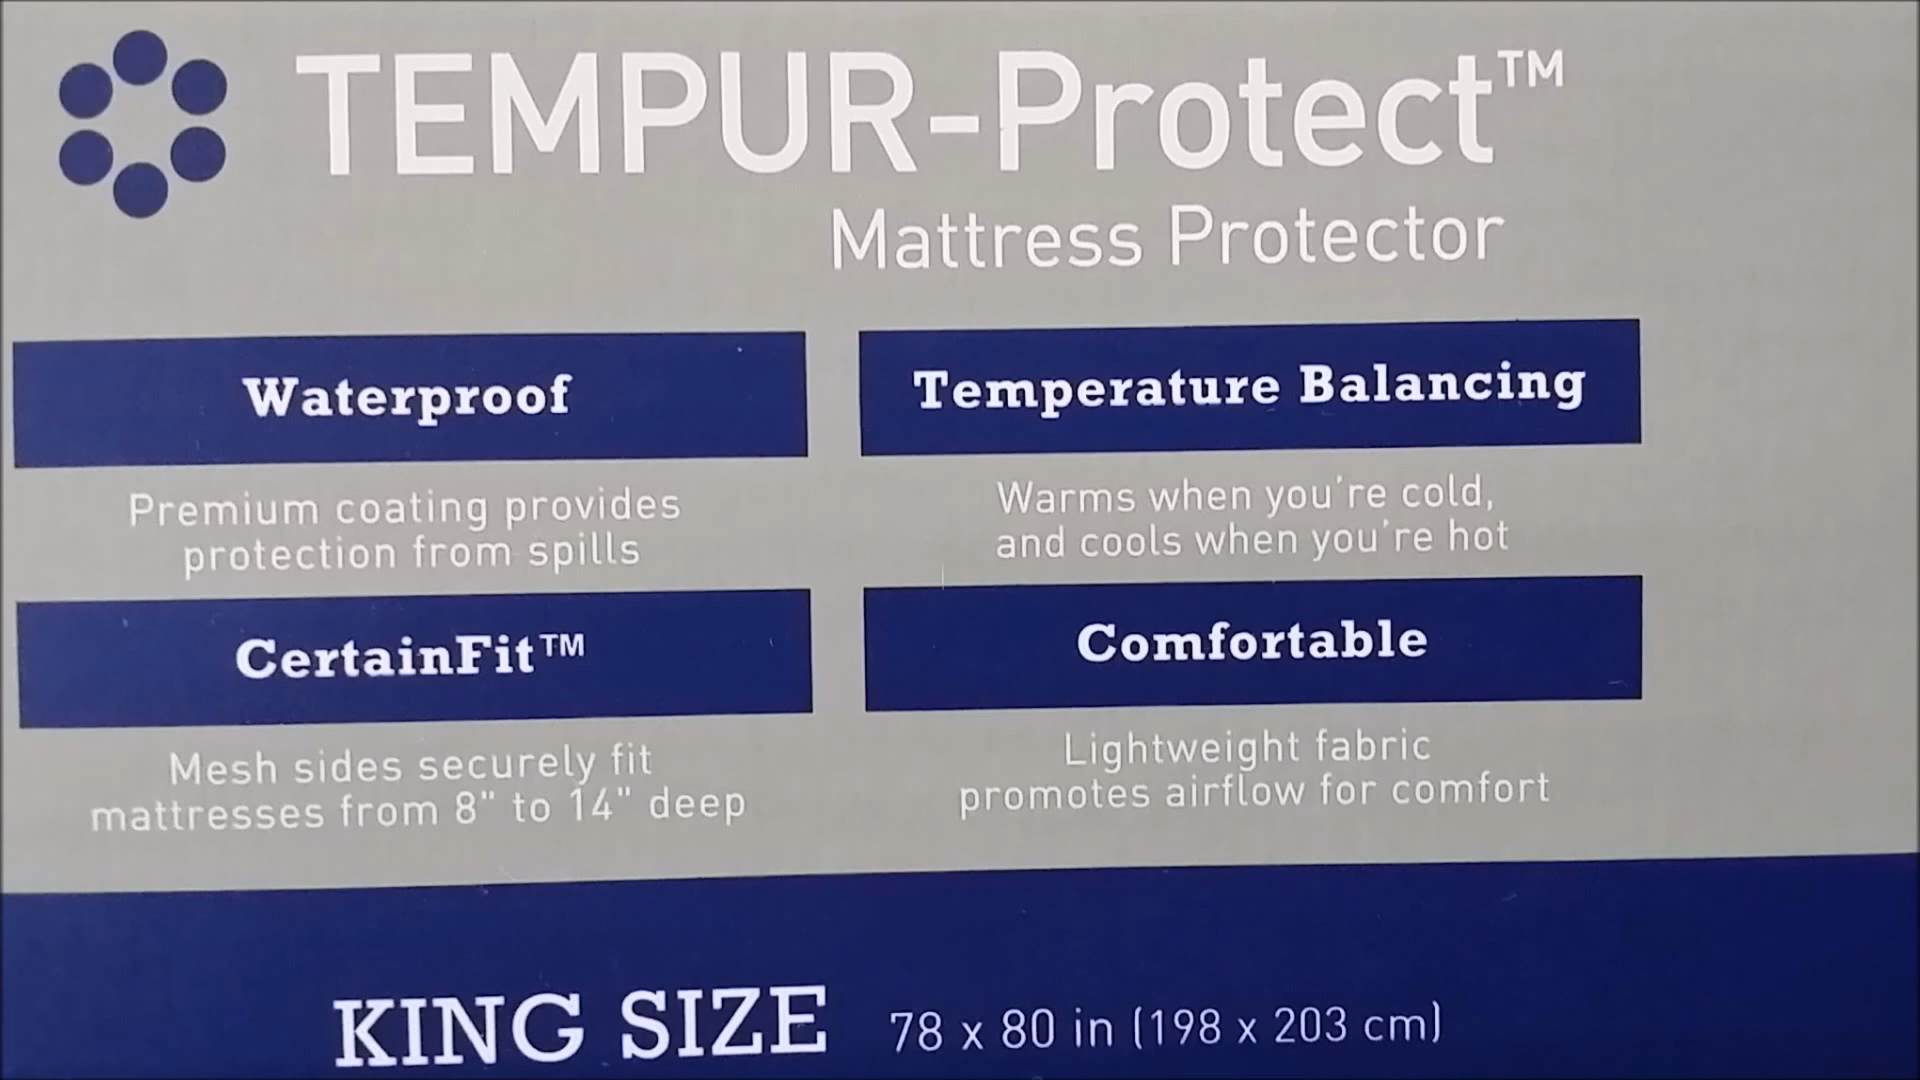 TEMPUR-Protect™
Mattress Protector
Waterproof
Premium coating provides
protection from spills
Temperature Balancing
Warms when you're cold,
and cools when you're hot
CertainFit™
Mesh sides securely fit
mattresses from 8" to 14" deep
Comfortable
Lightweight fabric
promotes airflow for comfort
KING SIZE 78 x 80 in (198 x 203 cm)